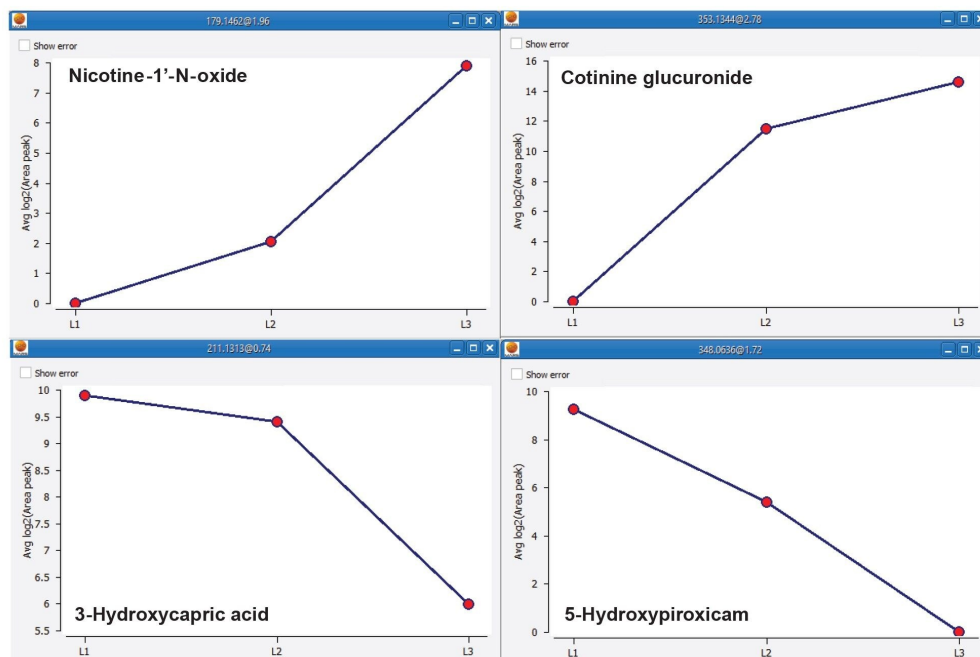 179.1462@1.96
Show error
Nicotine-1’-N-oxide
Avg log2(Area peak)
8
7
6
5
4
3
2
1
0
L1 L2 L3
353.1344@2.78
Show error
Cotinine glucuronide
Avg log2(Area peak)
16
14
12
10
8
6
4
2
0
L1 L2 L3
211.1313@0.74
Show error
Avg log2(Area peak)
10
9.5
9
8.5
8
7.5
7
6.5
6
5.5
3-Hydroxycapric acid
L1 L2 L3
348.0636@1.72
Show error
Avg log2(Area peak)
10
8
6
4
2
0
5-Hydroxypiroxicam
L1 L2 L3